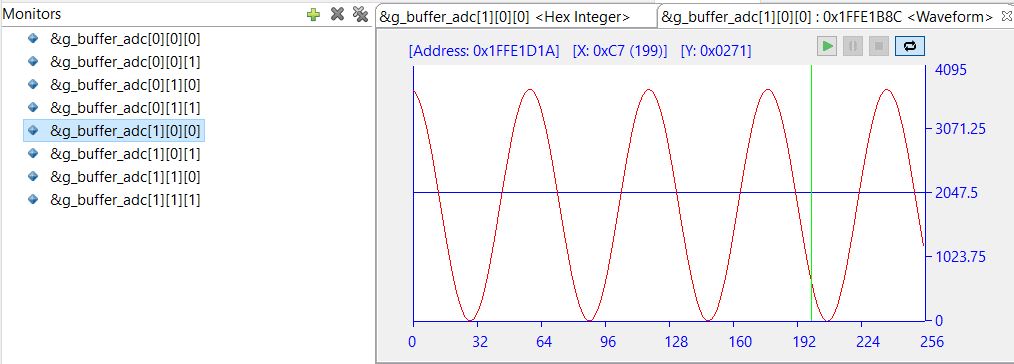 Monitors
&g_buffer_adc[0][0][0]
&g_buffer_adc[0][0][1]
&g_buffer_adc[0][1][0]
&g_buffer_adc[0][1][1]
&g_buffer_adc[1][0][0]
&g_buffer_adc[1][0][1]
&g_buffer_adc[1][1][0]
&g_buffer_adc[1][1][1]
&g_buffer_adc[1][0][0] <Hex Integer>
&g_buffer_adc[1][0][0] : 0x1FFE1B8C <Waveform>
[Address: 0x1FFE1D1A] [X: 0xC7 (199)] [Y: 0x0271]
4095
3071.25
2047.5
1023.75
0
0 32 64 96 128 160 192 224 256